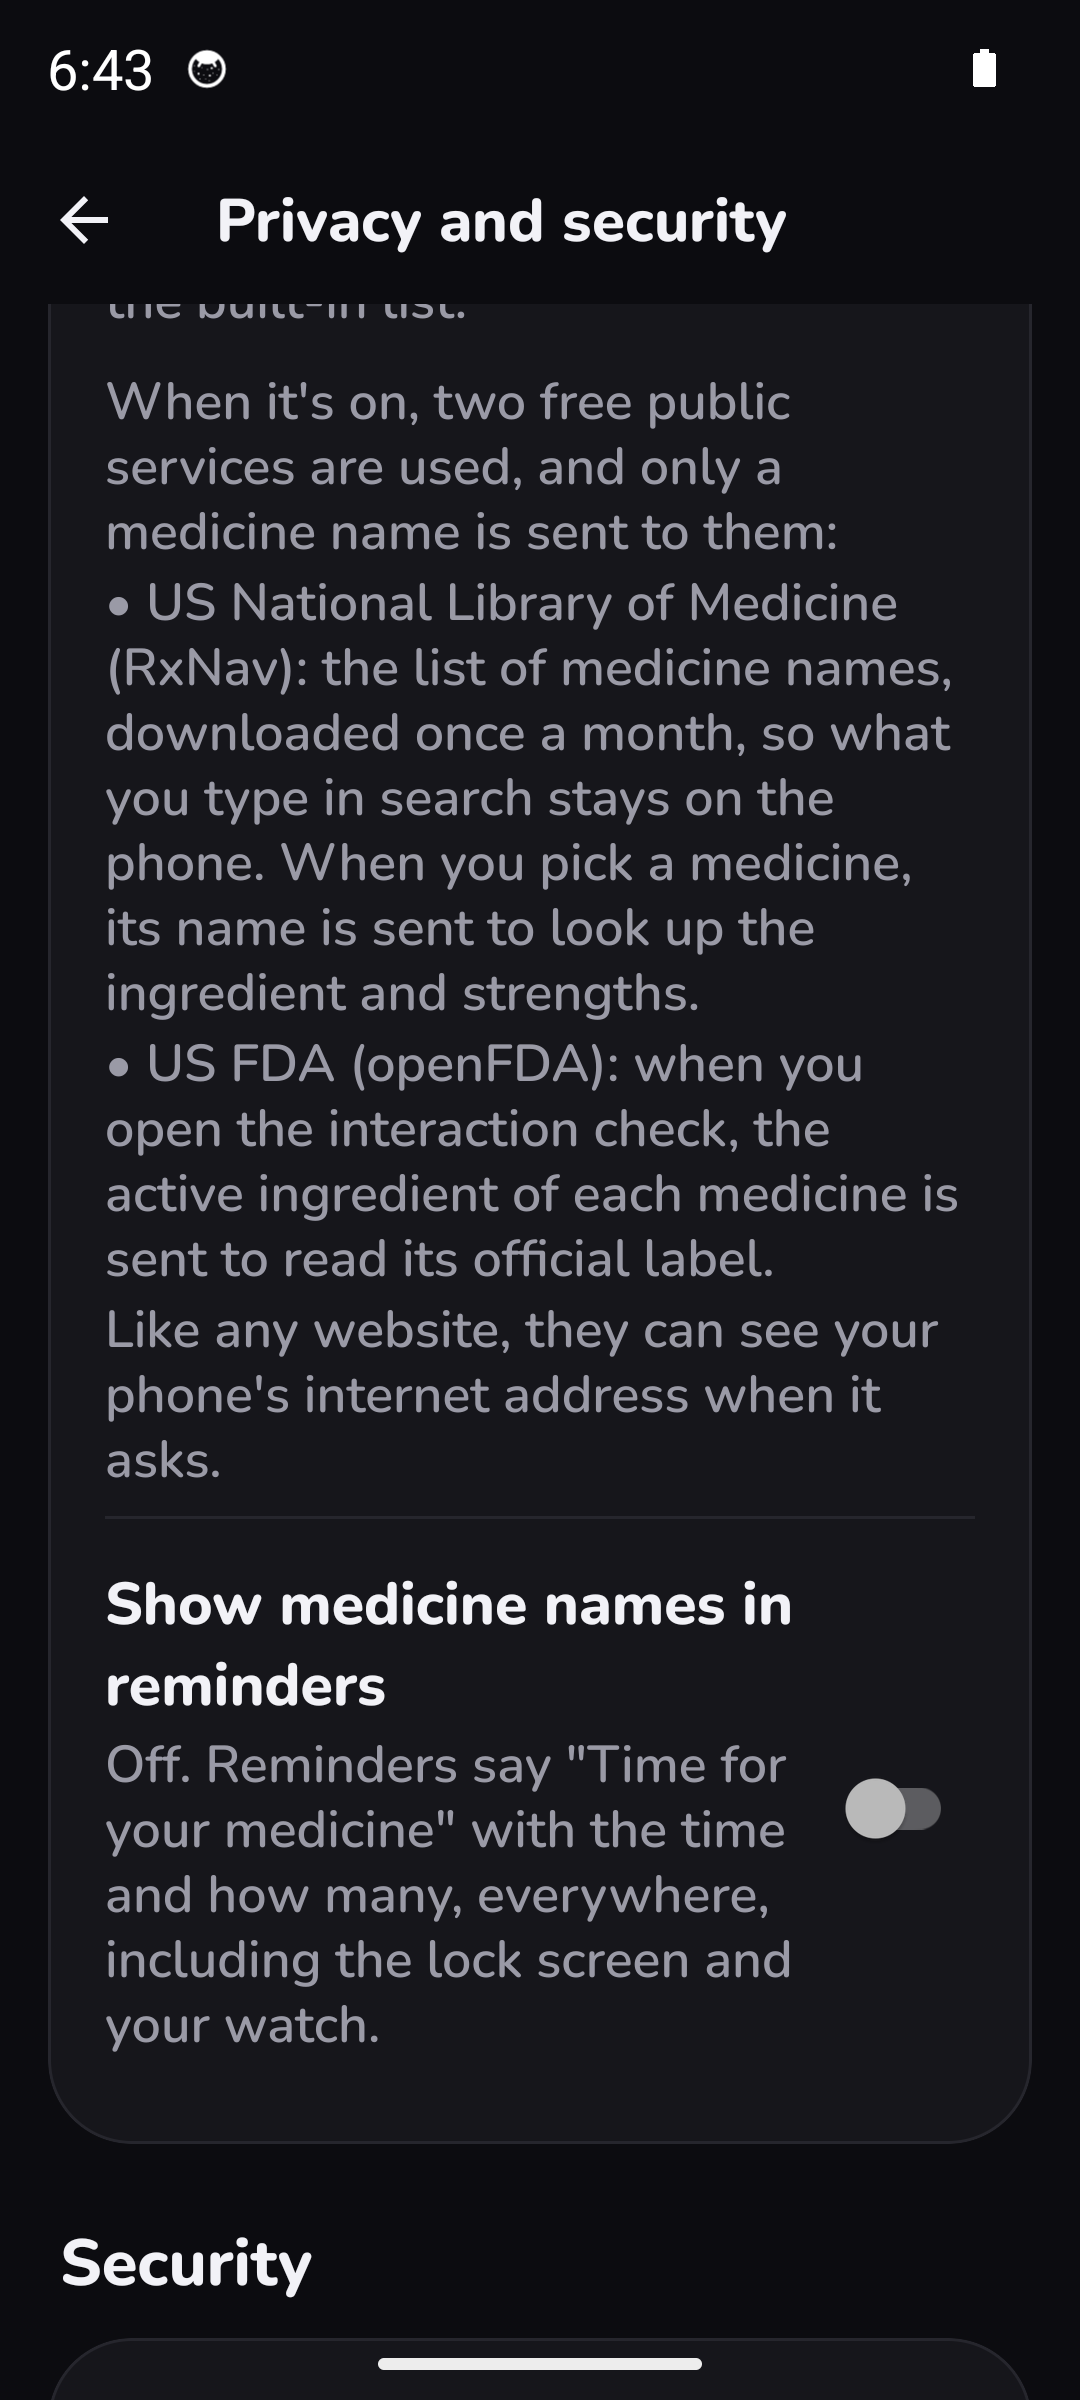 6:43
Privacy and security
the built-in list.
When it's on, two free public
services are used, and only a
medicine name is sent to them:
• US National Library of Medicine
(RxNav): the list of medicine names,
downloaded once a month, so what
you type in search stays on the
phone. When you pick a medicine,
its name is sent to look up the
ingredient and strengths.
• US FDA (openFDA): when you
open the interaction check, the
active ingredient of each medicine is
sent to read its official label.
Like any website, they can see your
phone's internet address when it
asks.
Show medicine names in
reminders
Off. Reminders say "Time for
your medicine" with the time
and how many, everywhere,
including the lock screen and
your watch.
Security